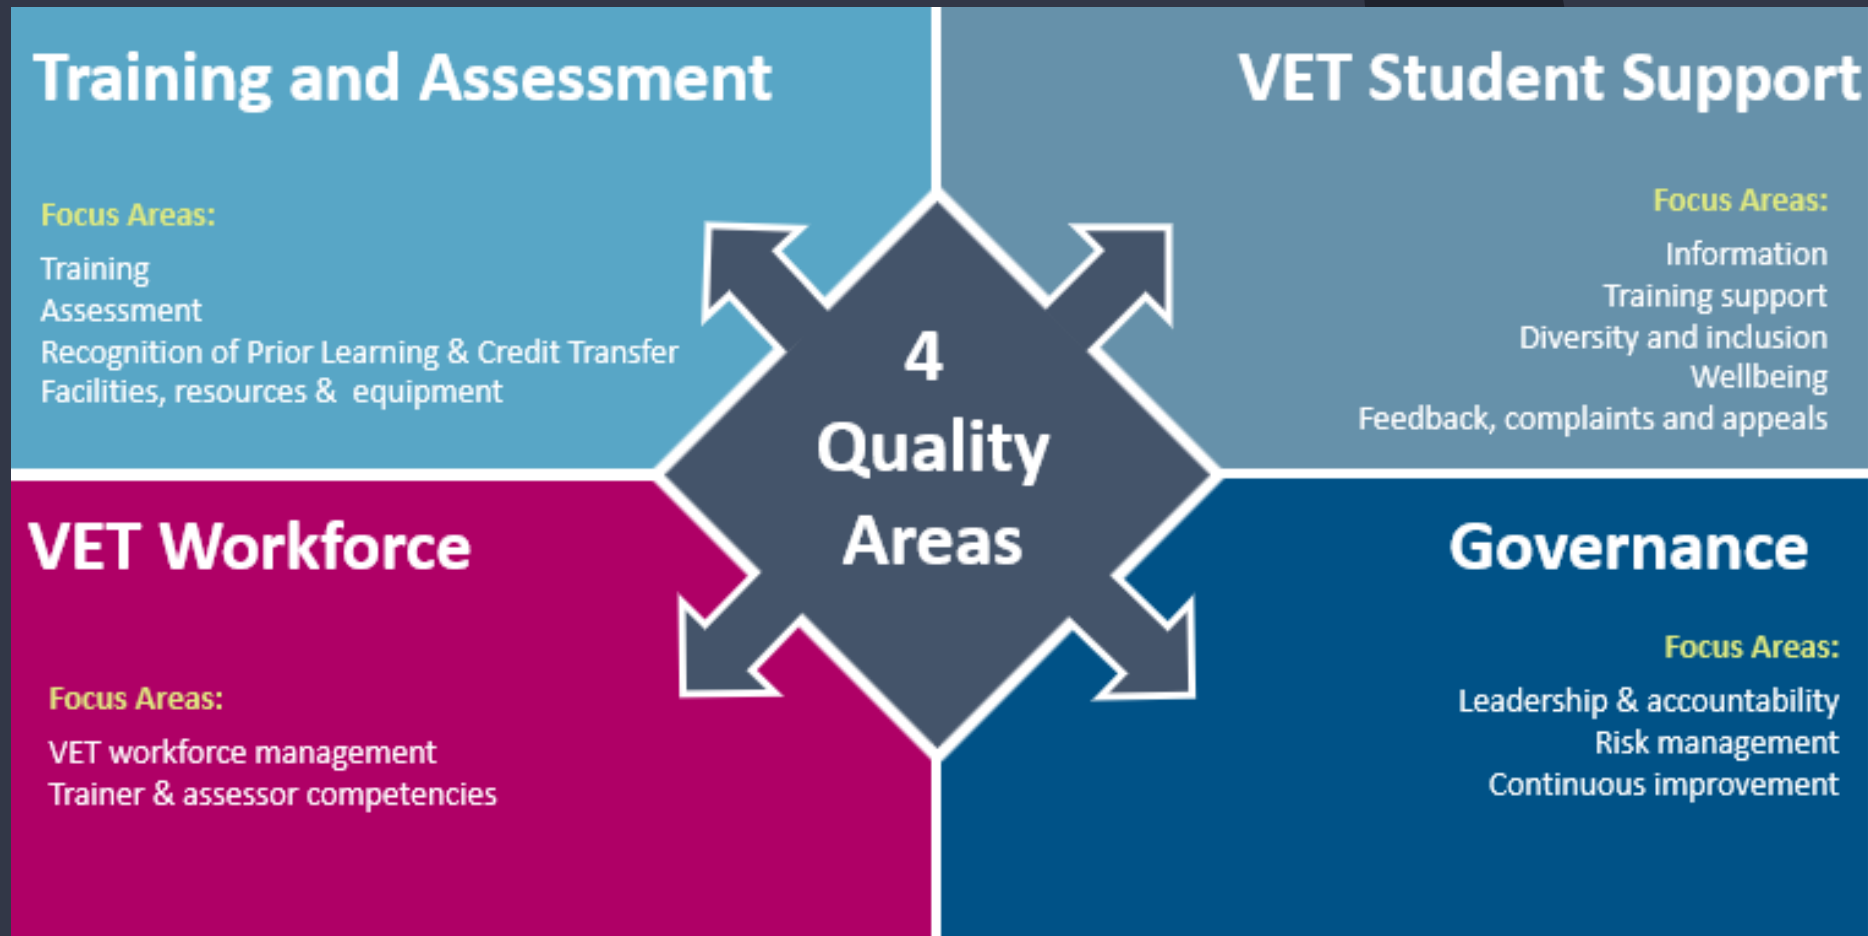 Training and Assessment
Focus Areas:
Training
Assessment
Recognition of Prior Learning & Credit Transfer
Facilities, resources & equipment
VET Student Support
Focus Areas:
Information
Training support
Diversity and inclusion
Wellbeing
Feedback, complaints and appeals
4
Quality
Areas
VET Workforce
Focus Areas:
VET workforce management
Trainer & assessor competencies
Governance
Focus Areas:
Leadership & accountability
Risk management
Continuous improvement